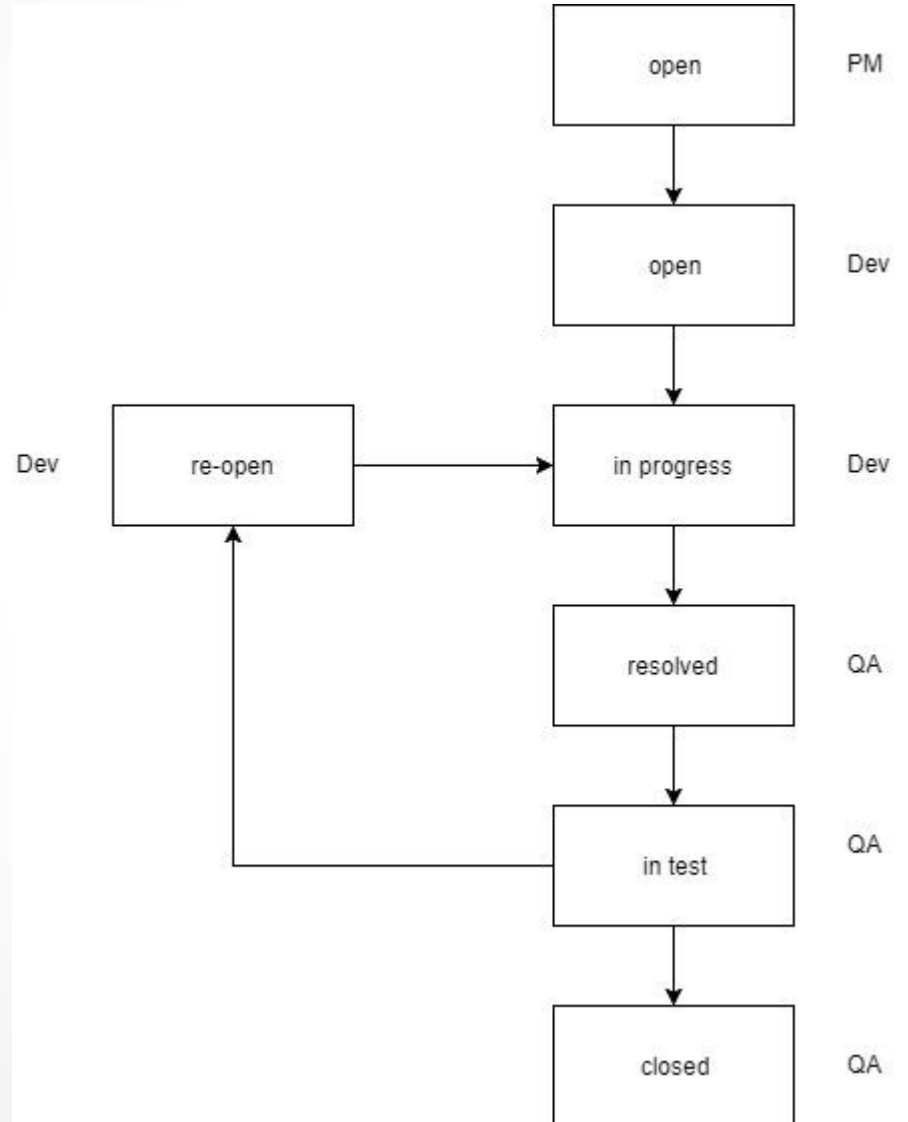 open PM
open Dev
Dev re-open in progress Dev
resolved QA
in test QA
closed QA